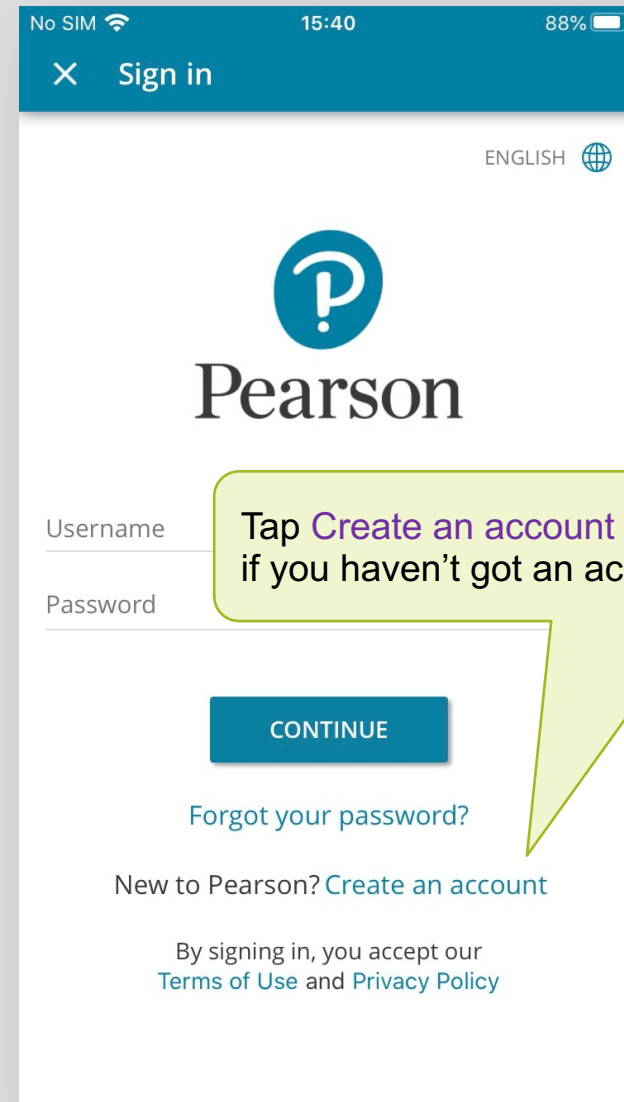 No SIM 15:40 88%
Sign in
ENGLISH
Pearson
Username
Tap Create an account
if you haven't got an ac
Password
CONTINUE
Forgot your password?
New to Pearson? Create an account
By signing in, you accept our
Terms of Use and Privacy Policy